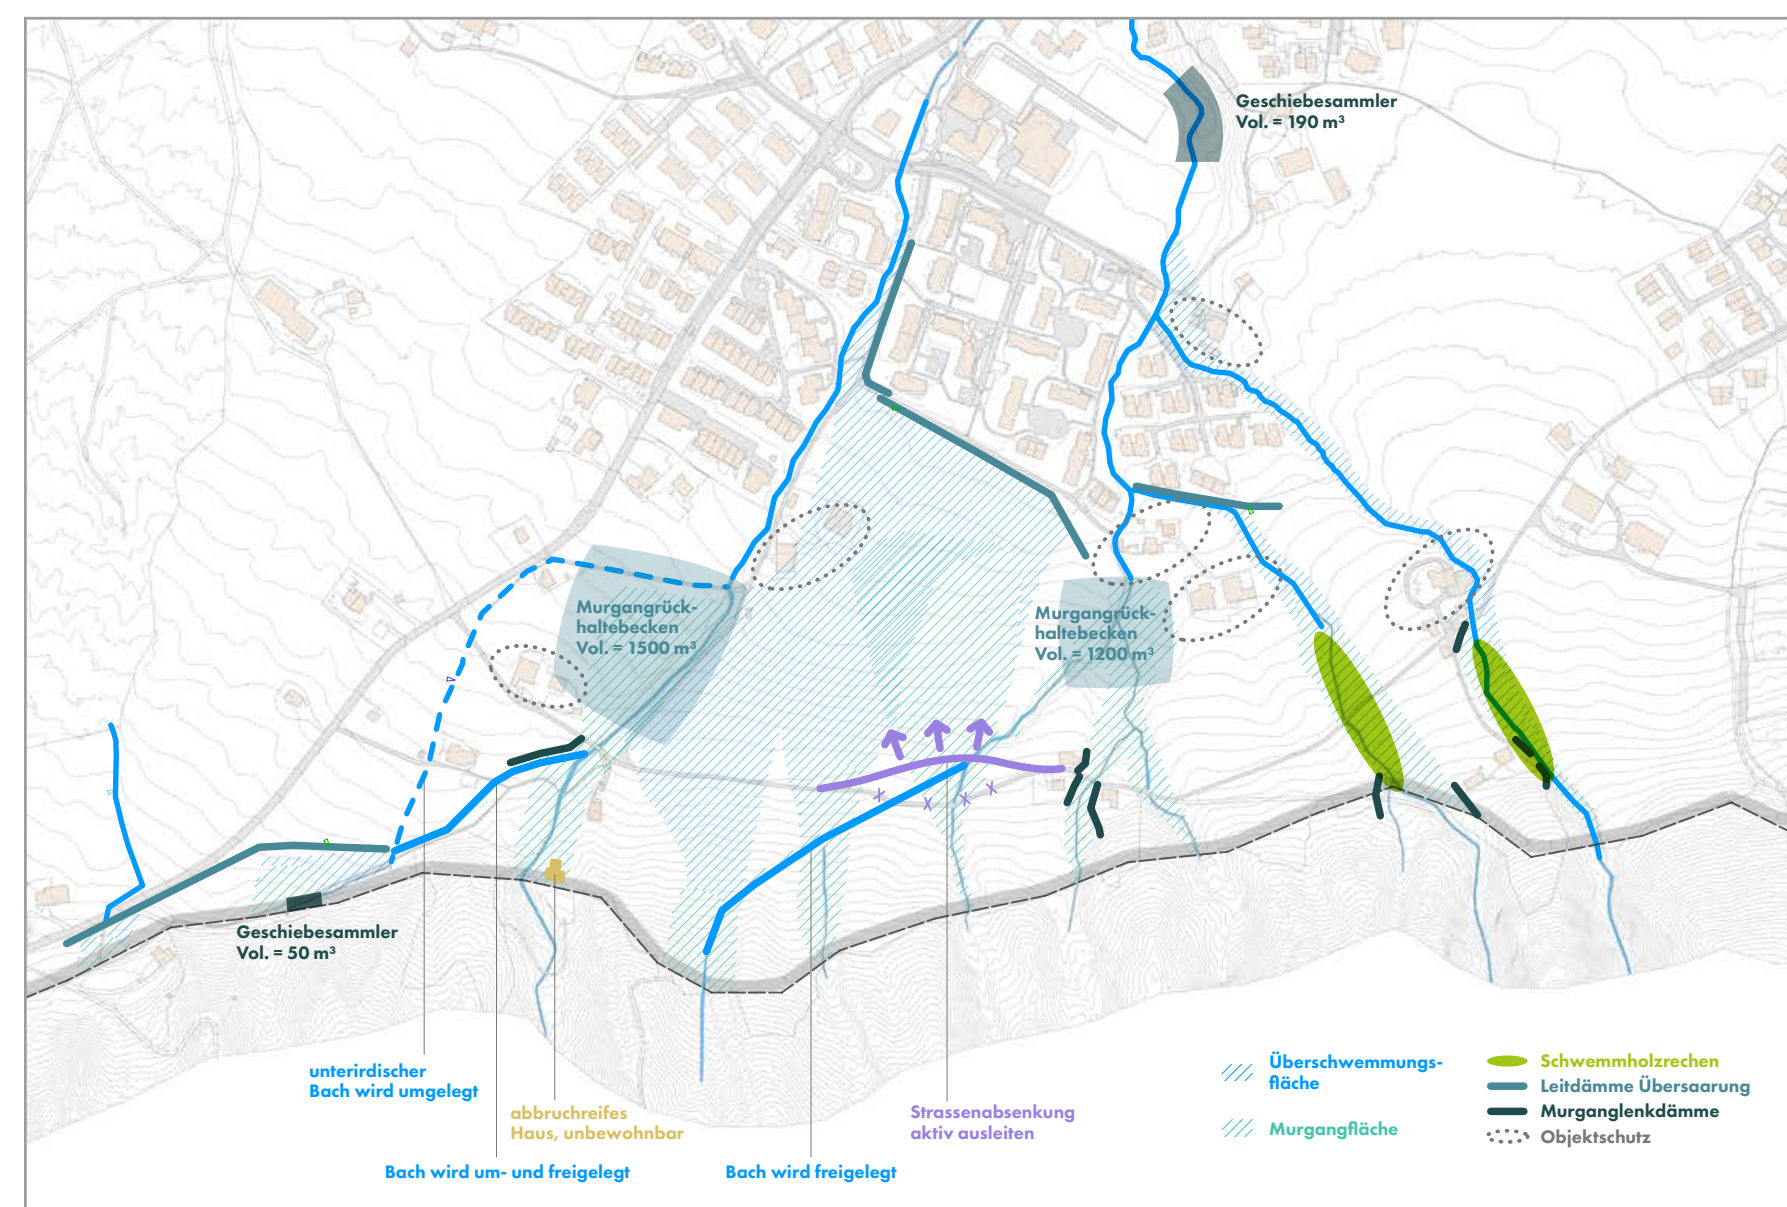 Geschiebesammler
Vol. = 190 m³
Murgangrück-
haltebecken
Vol. = 1500 m³
Murgangrück-
haltebecken
Vol. = 1200 m³
Geschiebesammler
Vol. = 50 m³
unterirdischer
Bach wird umgelegt
abbruchreifes
Haus, unbewohnbar
Bach wird um- und freigelegt
Bach wird freigelegt
Strassenabsenkung
aktiv ausleiten
Überschwemmungs-
fläche
Murgangfläche
Schwemmholzrechen
Leitdämme Übersaarung
Murganglenkdämme
Objektschutz